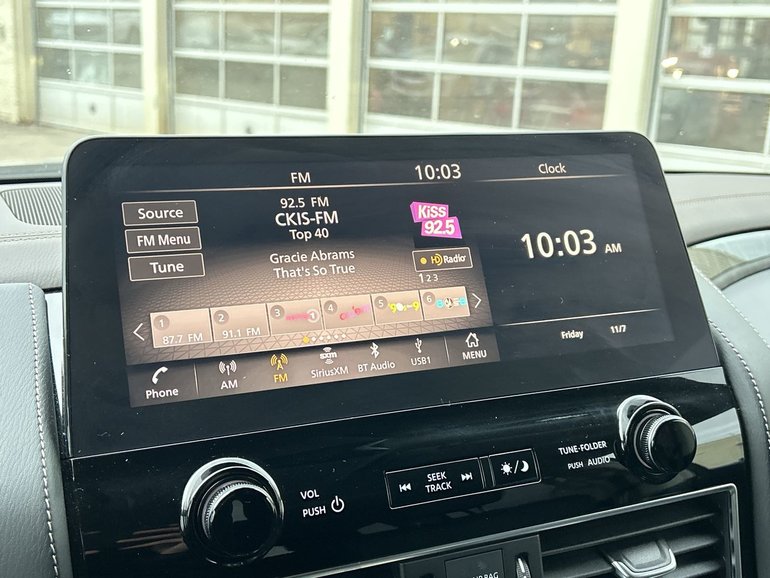 FM 10:03 Clock
Source
FM Menu
Tune
92.5 FM
CKIS-FM
Top 40
Gracie Abrams
That's So True
KiSS
92.5
HD Radio
1 2 3
10:03 AM
Friday 11/7
1 2 3 4 5 6
87.7 FM 91.1 FM
Phone AM FM SiriusXM BT Audio USB1 MENU
VOL
PUSH
SEEK
TRACK
TUNE·FOLDER
PUSH AUDIO